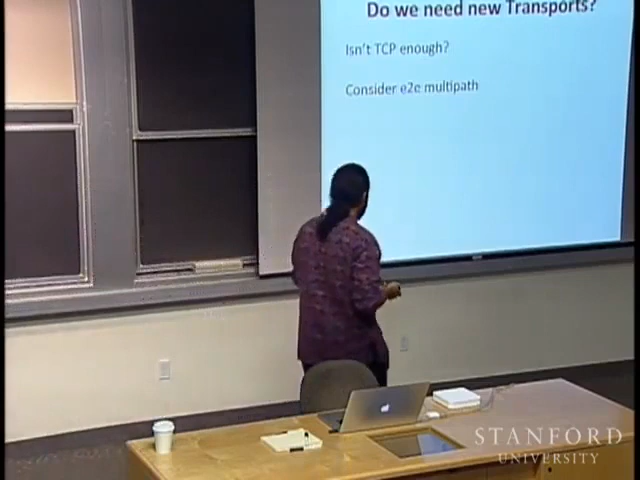 Do we need new Transports?
Isn't TCP enough?
Consider e2e multipath
STANFORD
UNIVERSITY